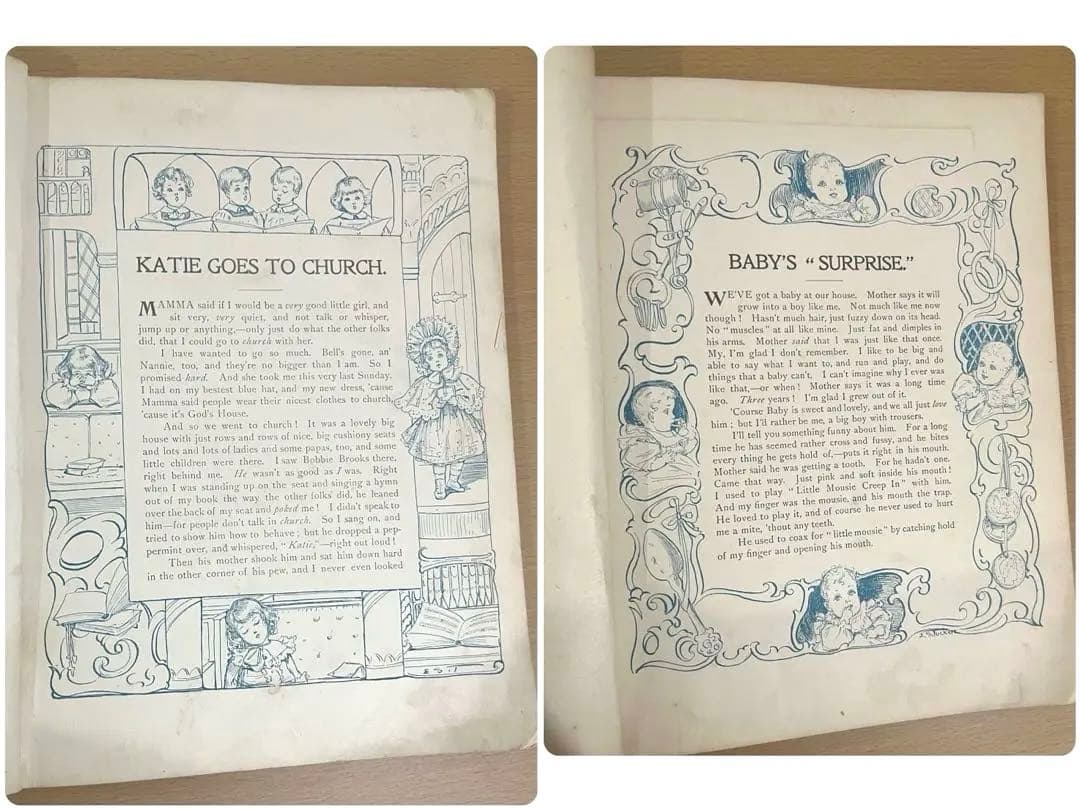 KATIE GOES TO CHURCH.
MAMMA said if I would be a very good little girl, and
sit very, very quiet, and not talk or whisper,
jump up or anything,—only just do what the other folks
did, that I could go to church with her.
I have wanted to go so much. Bell's gone, an'
Nannie, too, and they're no bigger than I am. So I
promised hard. And she took me this very last Sunday.
I had on my bestest blue hat, and my new dress, 'cause
Mamma said people wear their nicest clothes to church,
'cause it's God's House.
And so we went to church! It was a lovely big
house with just rows and rows of nice, big cushiony seats
and lots and lots of ladies and some papas, too, and some
little children were there. I saw Bobbie Brooks there,
right behind me. He wasn't as good as I was. Right
when I was standing up on the seat and singing a hymn
out of my book the way the other folks did, he leaned
over the back of my seat and poked me! I didn't speak to
him—for people don't talk in church. So I sang on, and
tried to show him how to behave; but he dropped a pep-
permint over, and whispered, "Katie,"—right out loud!
Then his mother shook him and sat him down hard
in the other corner of his pew, and I never even looked
E. S. T
BABY'S "SURPRISE."
WE'VE got a baby at our house. Mother says it will
grow into a boy like me. Not much like me now
though! Hasn't much hair, just fuzzy down on its head.
No "muscles" at all like mine. Just fat and dimples in
his arms. Mother said that I was just like that once.
My, I'm glad I don't remember. I like to be big and
able to say what I want to, and run and play, and do
things that a baby can't. I can't imagine why I ever was
like that,—or when! Mother says it was a long time
ago. Three years! I'm glad I grew out of it.
'Course Baby is sweet and lovely, and we all just love
him; but I'd rather be me, a big boy with trousers.
I'll tell you something funny about him. For a long
time he has seemed rather cross and fussy, and he bites
every thing he gets hold of,—puts it right in his mouth.
Mother said he was getting a tooth. For he hadn't one.
Came that way. Just pink and soft inside his mouth!
I used to play "Little Mousie Creep In" with him.
And my finger was the mousie, and his mouth the trap.
He loved to play it, and of course he never used to hurt
me a mite, 'thout any teeth.
He used to coax for "little mousie" by catching hold
of my finger and opening his mouth.
E. S. Tucker